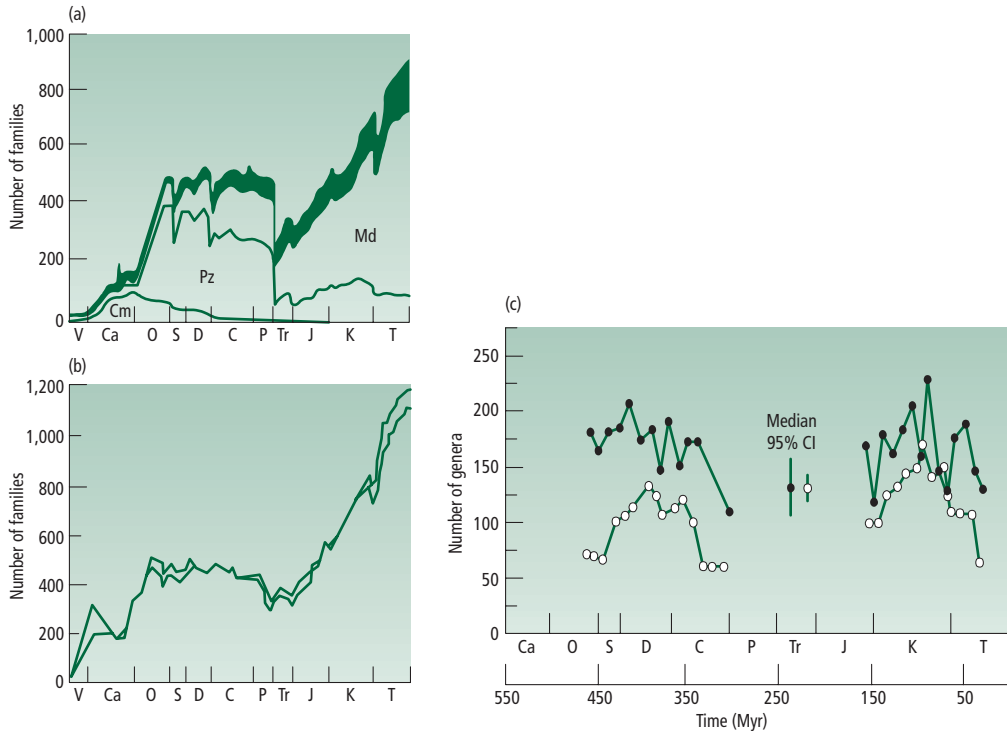 (a)
1,000
800
600
400
200
0
Number of families
Cm
Pz
Md
V Ca O S D C P Tr J K T
(b)
1,200
1,000
800
600
400
200
0
Number of families
V Ca O S D C P Tr J K T
(c)
250
200
150
100
50
0
Number of genera
Median
95% CI
Ca O S D C P Tr J K T
550 450 350 250 150 50
Time (Myr)